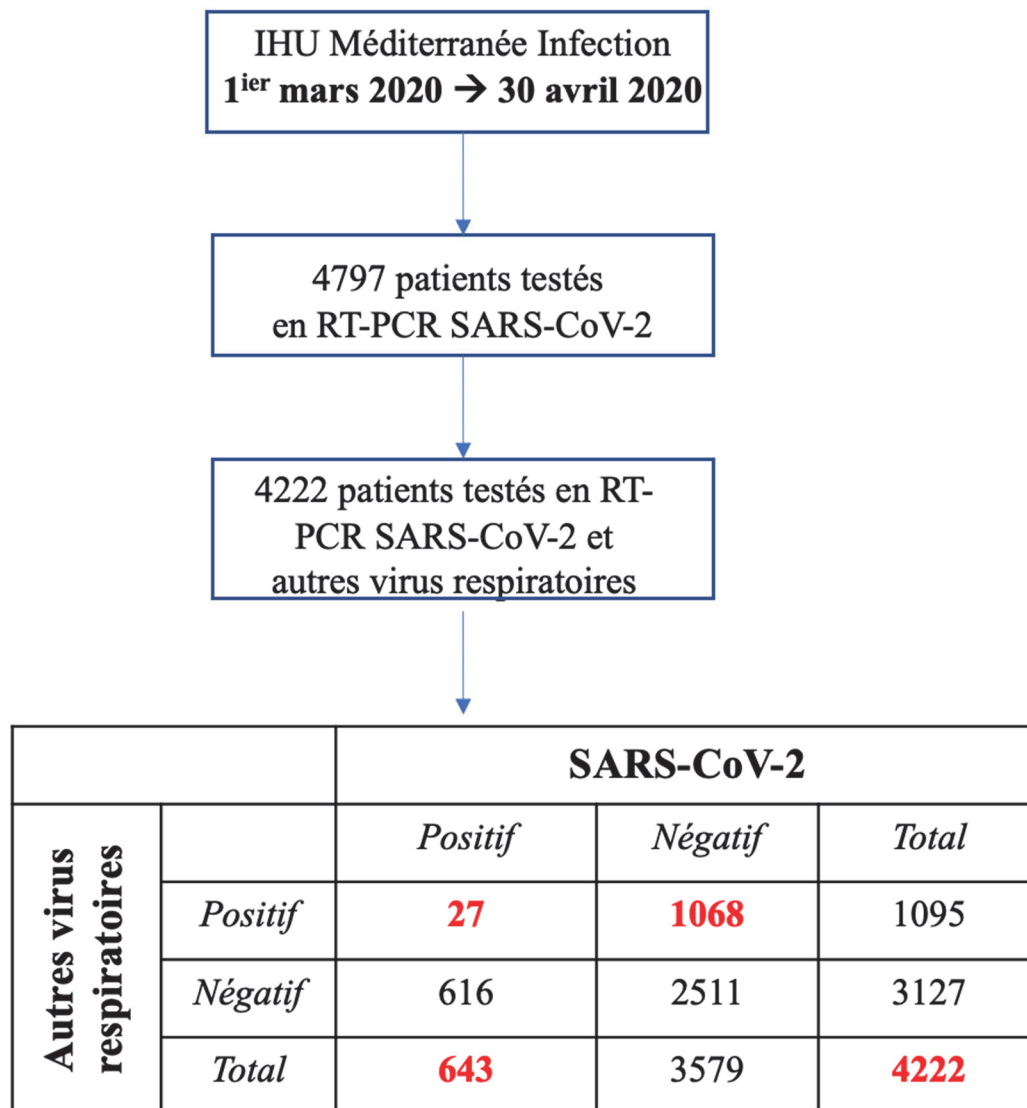 IHU Méditerranée Infection
1ier mars 2020 → 30 avril 2020
4797 patients testés
en RT-PCR SARS-CoV-2
4222 patients testés en RT-
PCR SARS-CoV-2 et
autres virus respiratoires
SARS-CoV-2
Autres virus
respiratoires
Positif Négatif Total
Positif 27 1068 1095
Négatif 616 2511 3127
Total 643 3579 4222